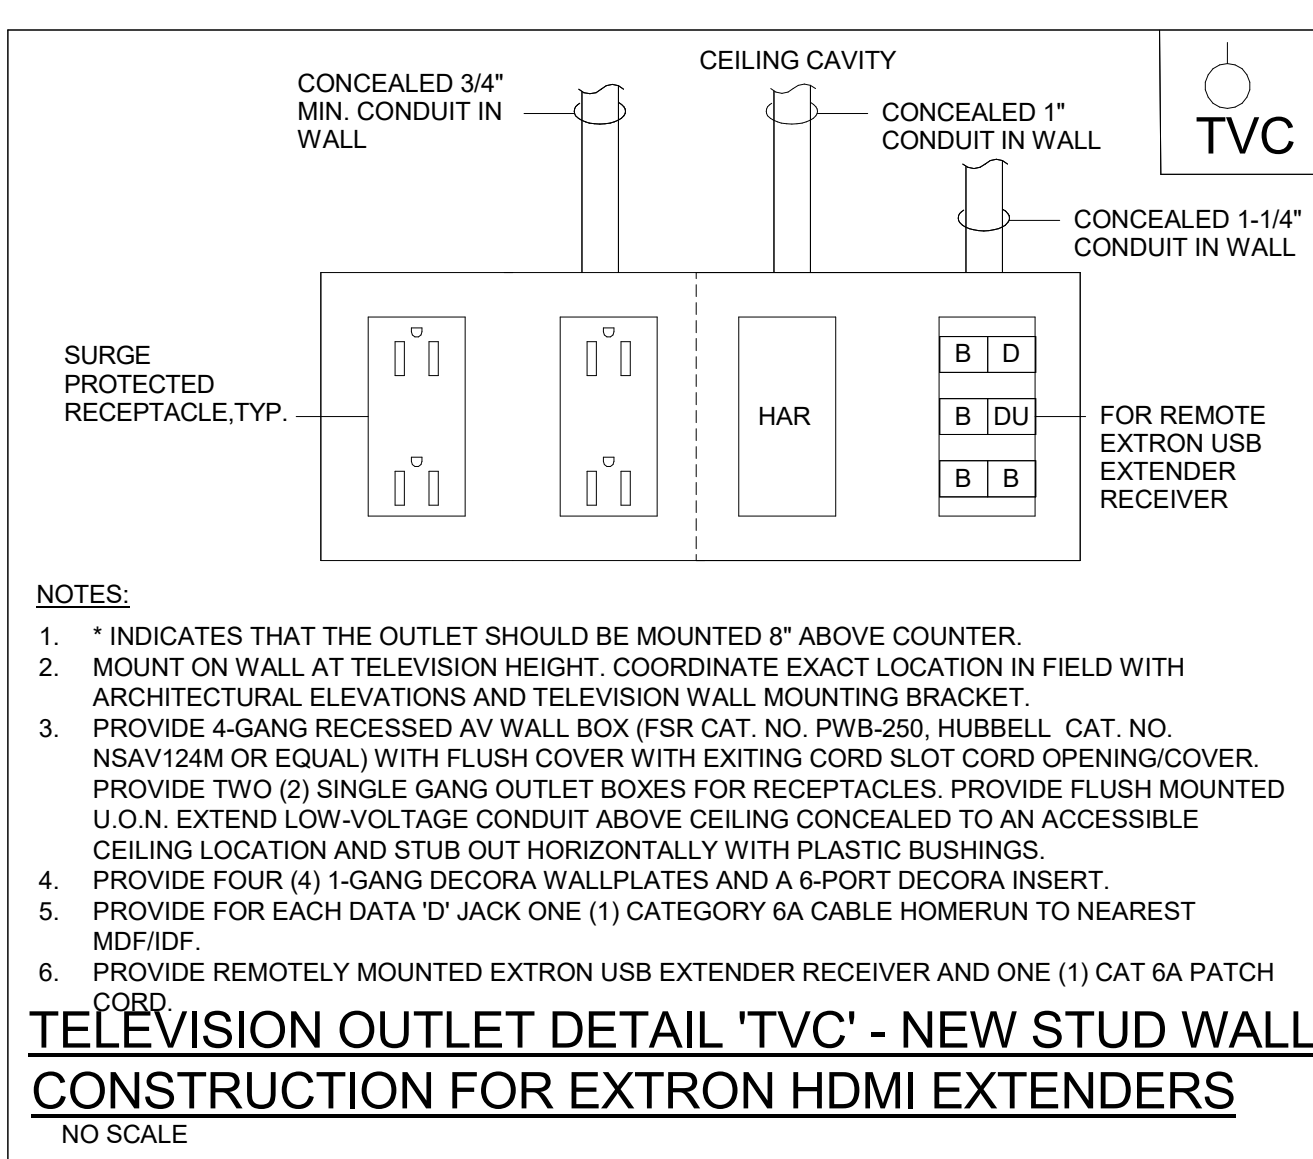 CEILING CAVITY
CONCEALED 3/4"
MIN. CONDUIT IN
WALL
CONCEALED 1"
CONDUIT IN WALL
TVC
CONCEALED 1-1/4"
CONDUIT IN WALL
SURGE
PROTECTED
RECEPTACLE,TYP.
HAR
B D
B DU
B B
FOR REMOTE
EXTRON USB
EXTENDER
RECEIVER
NOTES:
1. * INDICATES THAT THE OUTLET SHOULD BE MOUNTED 8" ABOVE COUNTER.
2. MOUNT ON WALL AT TELEVISION HEIGHT. COORDINATE EXACT LOCATION IN FIELD WITH
ARCHITECTURAL ELEVATIONS AND TELEVISION WALL MOUNTING BRACKET.
3. PROVIDE 4-GANG RECESSED AV WALL BOX (FSR CAT. NO. PWB-250, HUBBELL CAT. NO.
NSAV124M OR EQUAL) WITH FLUSH COVER WITH EXITING CORD SLOT CORD OPENING/COVER.
PROVIDE TWO (2) SINGLE GANG OUTLET BOXES FOR RECEPTACLES. PROVIDE FLUSH MOUNTED
U.O.N. EXTEND LOW-VOLTAGE CONDUIT ABOVE CEILING CONCEALED TO AN ACCESSIBLE
CEILING LOCATION AND STUB OUT HORIZONTALLY WITH PLASTIC BUSHINGS.
4. PROVIDE FOUR (4) 1-GANG DECORA WALLPLATES AND A 6-PORT DECORA INSERT.
5. PROVIDE FOR EACH DATA 'D' JACK ONE (1) CATEGORY 6A CABLE HOMERUN TO NEAREST
MDF/IDF.
6. PROVIDE REMOTELY MOUNTED EXTRON USB EXTENDER RECEIVER AND ONE (1) CAT 6A PATCH
CORD.
TELEVISION OUTLET DETAIL 'TVC' - NEW STUD WALL
CONSTRUCTION FOR EXTRON HDMI EXTENDERS
NO SCALE